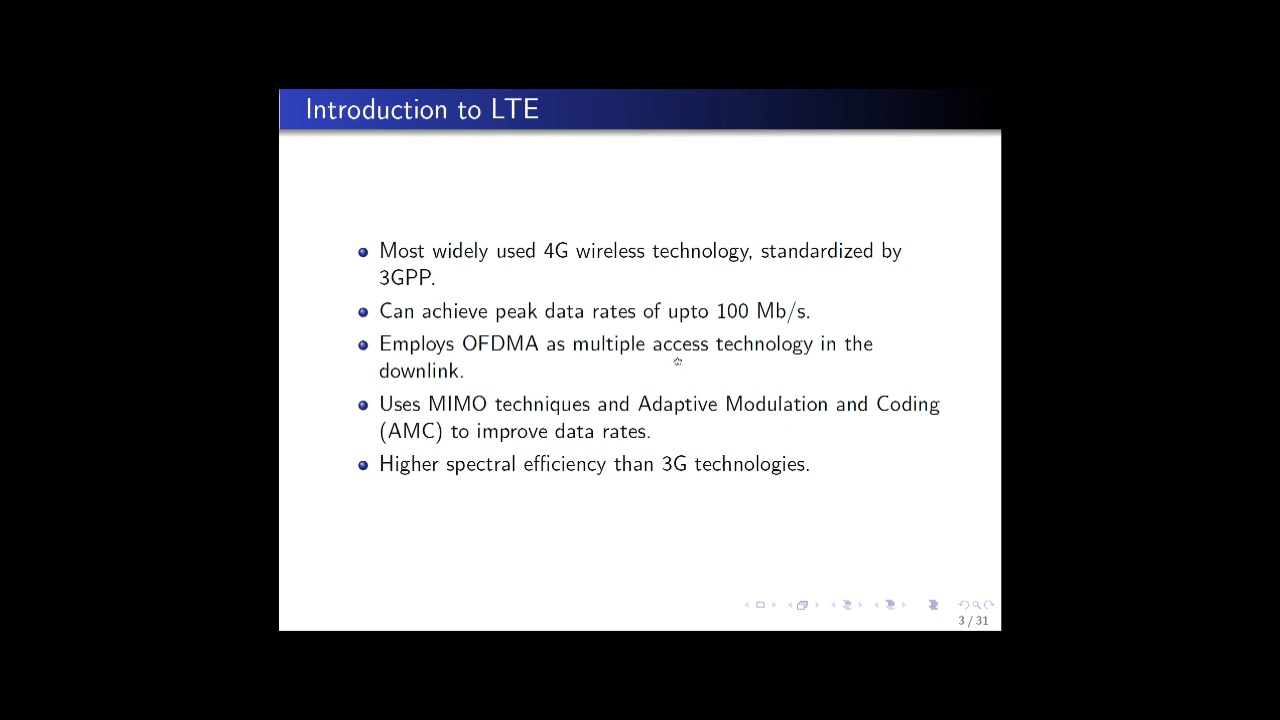 Introduction to LTE
Most widely used 4G wireless technology, standardized by
3GPP.
Can achieve peak data rates of upto 100 Mb/s.
Employs OFDMA as multiple access technology in the
downlink.
Uses MIMO techniques and Adaptive Modulation and Coding
(AMC) to improve data rates.
Higher spectral efficiency than 3G technologies.
3 / 31